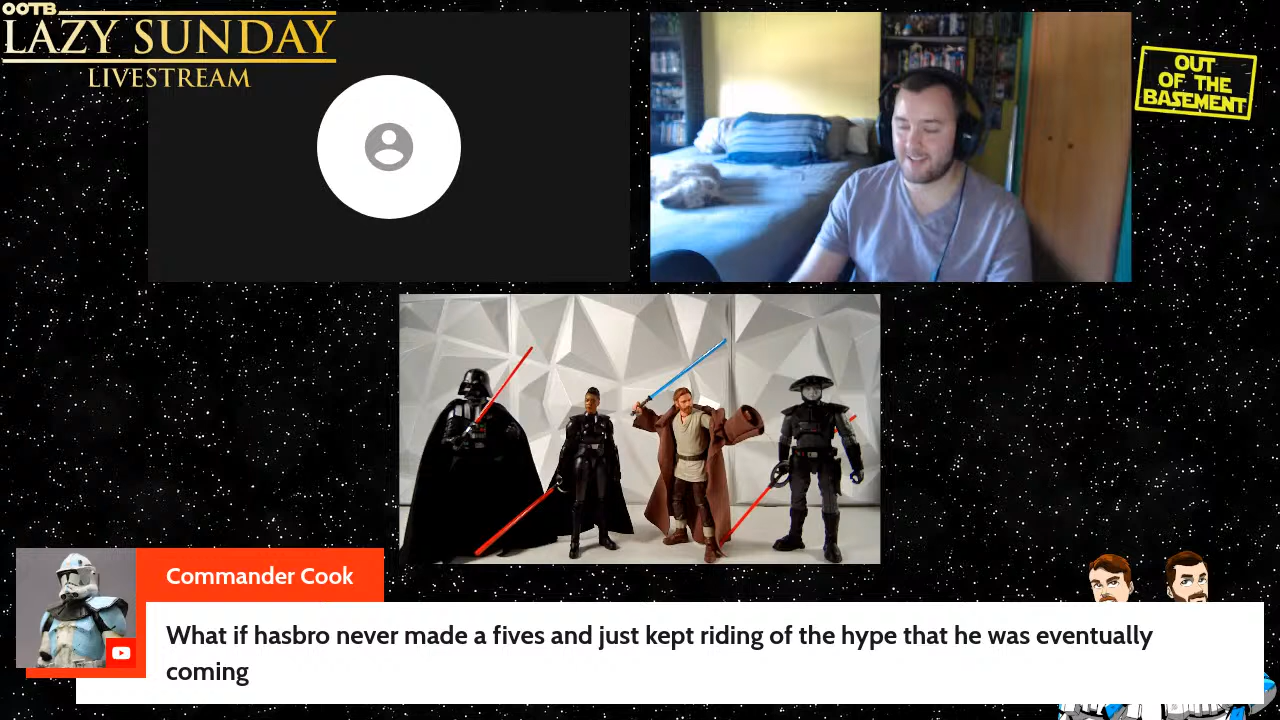 OOTB
LAZY SUNDAY
LIVESTREAM
OUT
OF THE
BASEMENT
Commander Cook
What if hasbro never made a fives and just kept riding of the hype that he was eventually
coming